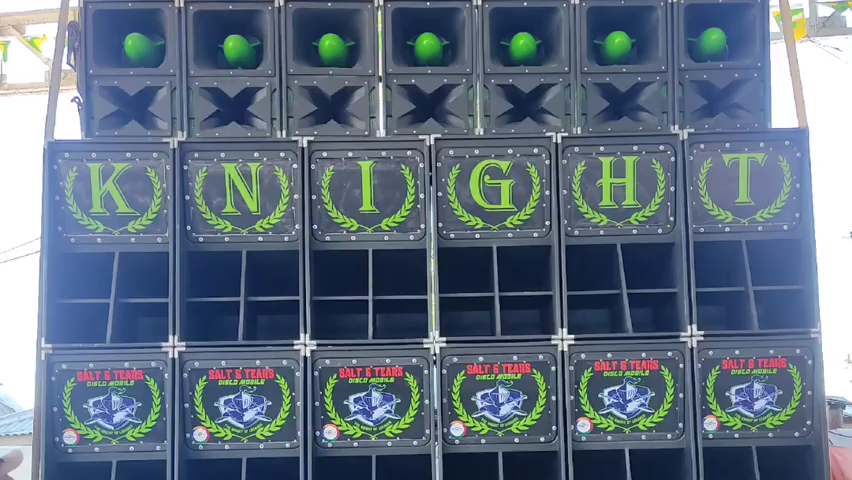 K N I G H T
SALT & TEARS SALT & TEARS SALT & TEARS SALT & TEARS SALT & TEARS SALT & TEARS
DISCO MOBILE DISCO MOBILE DISCO MOBILE DISCO MOBILE DISCO MOBILE DISCO MOBILE